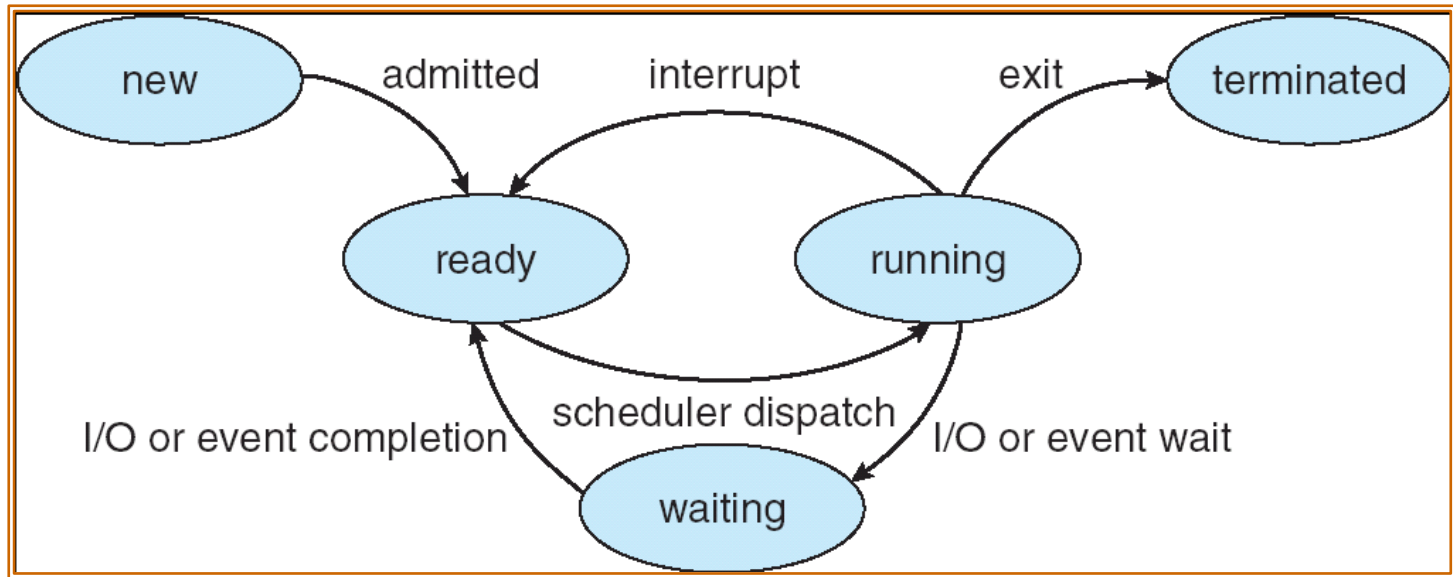 new
admitted
interrupt
exit
terminated
ready
running
scheduler dispatch
I/O or event completion
I/O or event wait
waiting